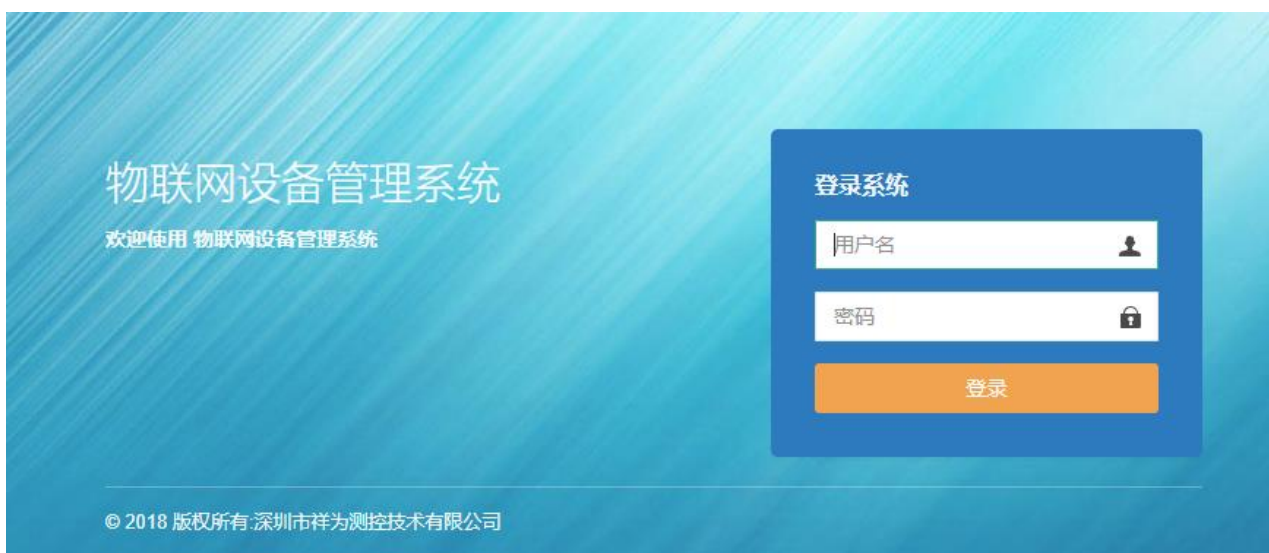 物联网设备管理系统
欢迎使用 物联网设备管理系统
登录系统
用户名
密码
登录
© 2018 版权所有:深圳市祥为测控技术有限公司